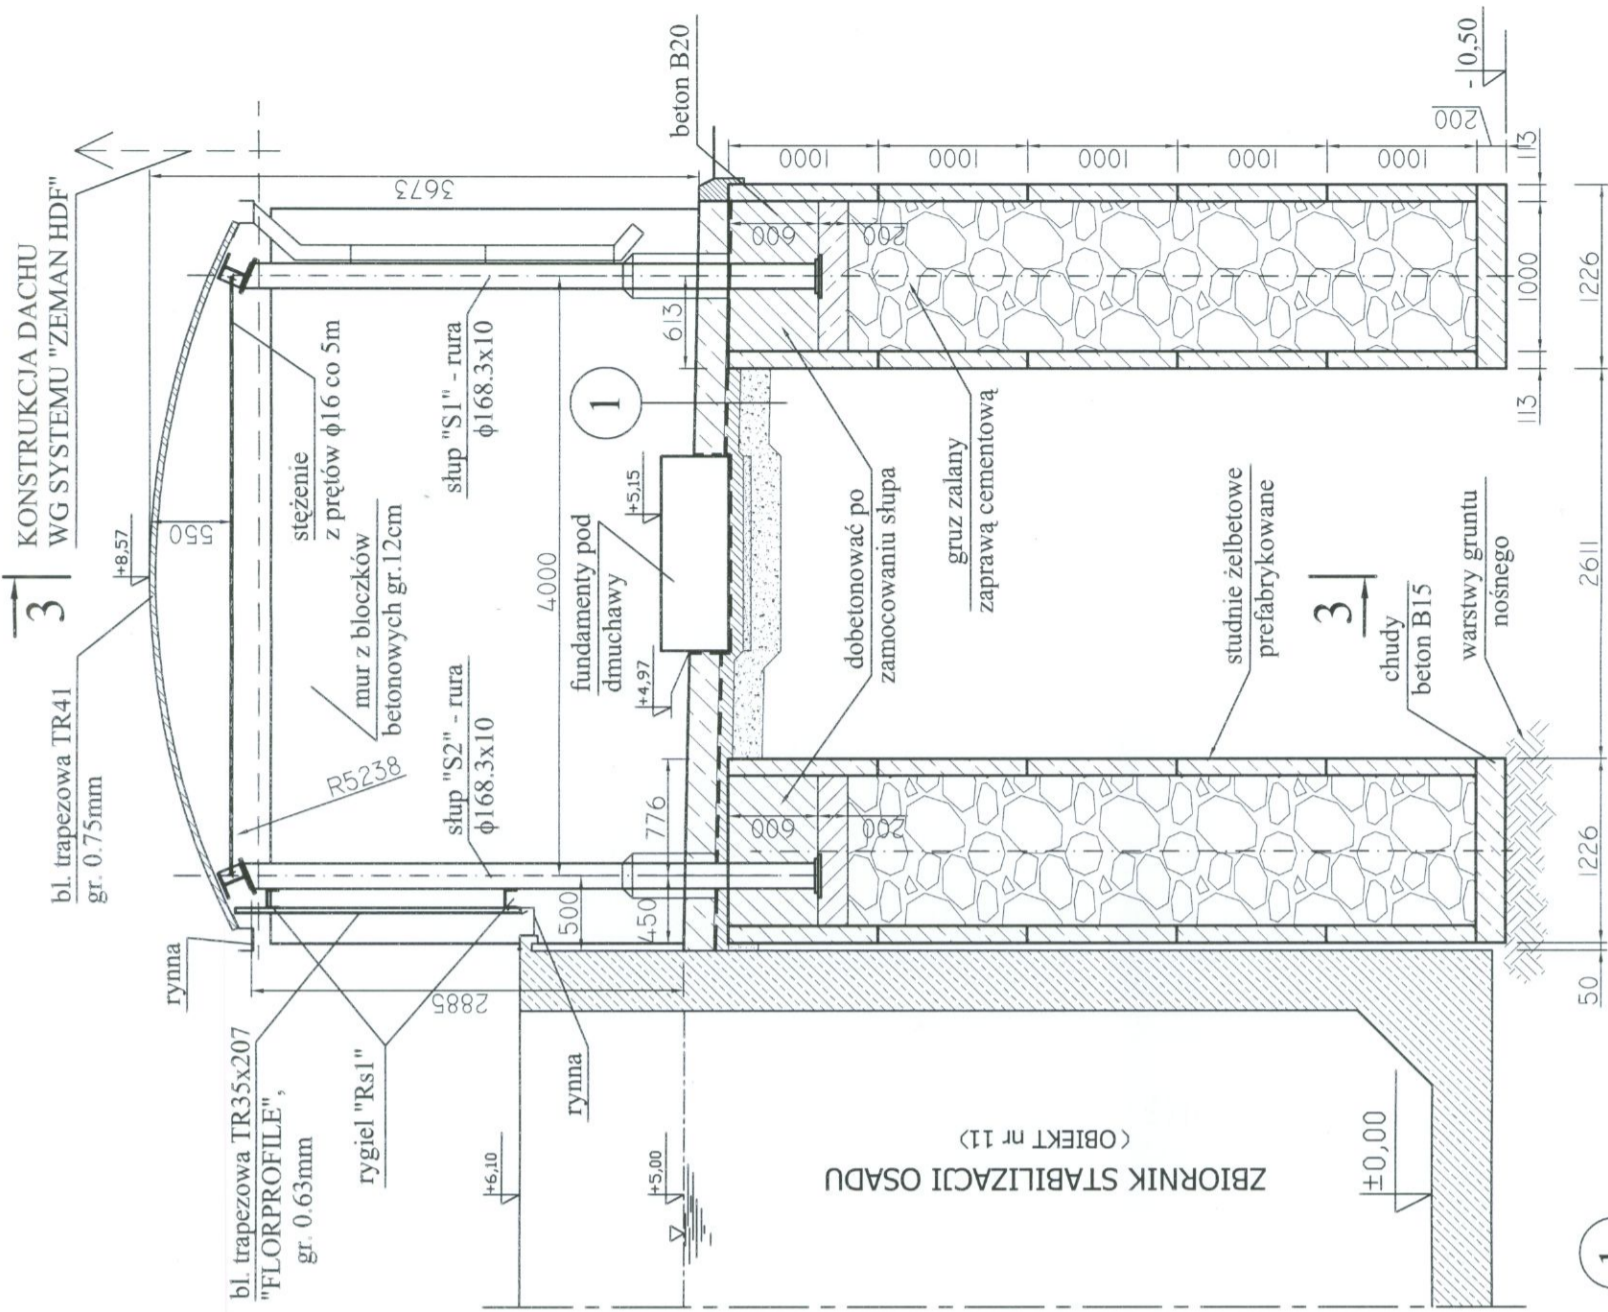 KONSTRUKCJA DACHU
WG SYSTEMU "ZEMAN HDF"
3
bl. trapezowa TR41
gr. 0.75mm
+8,57
550
3673
rynna
stężenie
z prętów ϕ16 co 5m
mur z bloczków
betonowych gr.12cm
R5238
bl. trapezowa TR35x207
"FLORPROFILE",
gr. 0.63mm
rygiel "Rs1"
rynna
2885
słup "S2" - rura
ϕ168.3x10
słup "S1" - rura
ϕ168.3x10
4000
1
fundamenty pod
dmuchawy
+5,15
+4,97
500
450
776
613
beton B20
+6,10
+5,00
600
200
600
200
1000
1000
1000
1000
1000
200
- 0,50
dobetonować po
zamocowaniu słupa
gruz zalany
zaprawą cementową
studnie żelbetowe
prefabrykowane
3
chudy
beton B15
warstwy gruntu
nośnego
ZBIORNIK STABILIZACJI OSADU
(OBIEKT nr 11)
±0,00
113
1000
113
50
1226
2611
1226
1